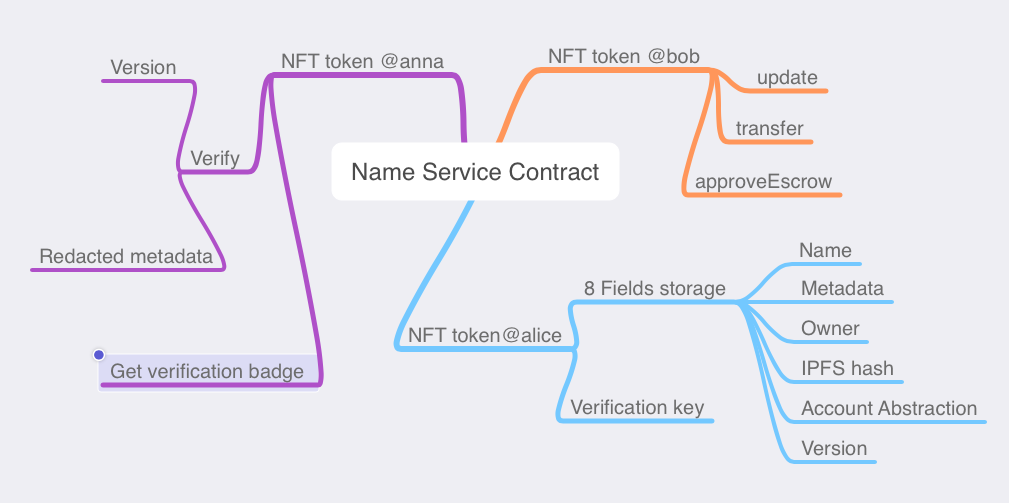 Name Service Contract
NFT token @anna
Verify
Version
Redacted metadata
Get verification badge
NFT token @bob
update
transfer
approveEscrow
NFT token@alice
8 Fields storage
Name
Metadata
Owner
IPFS hash
Account Abstraction
Version
Verification key